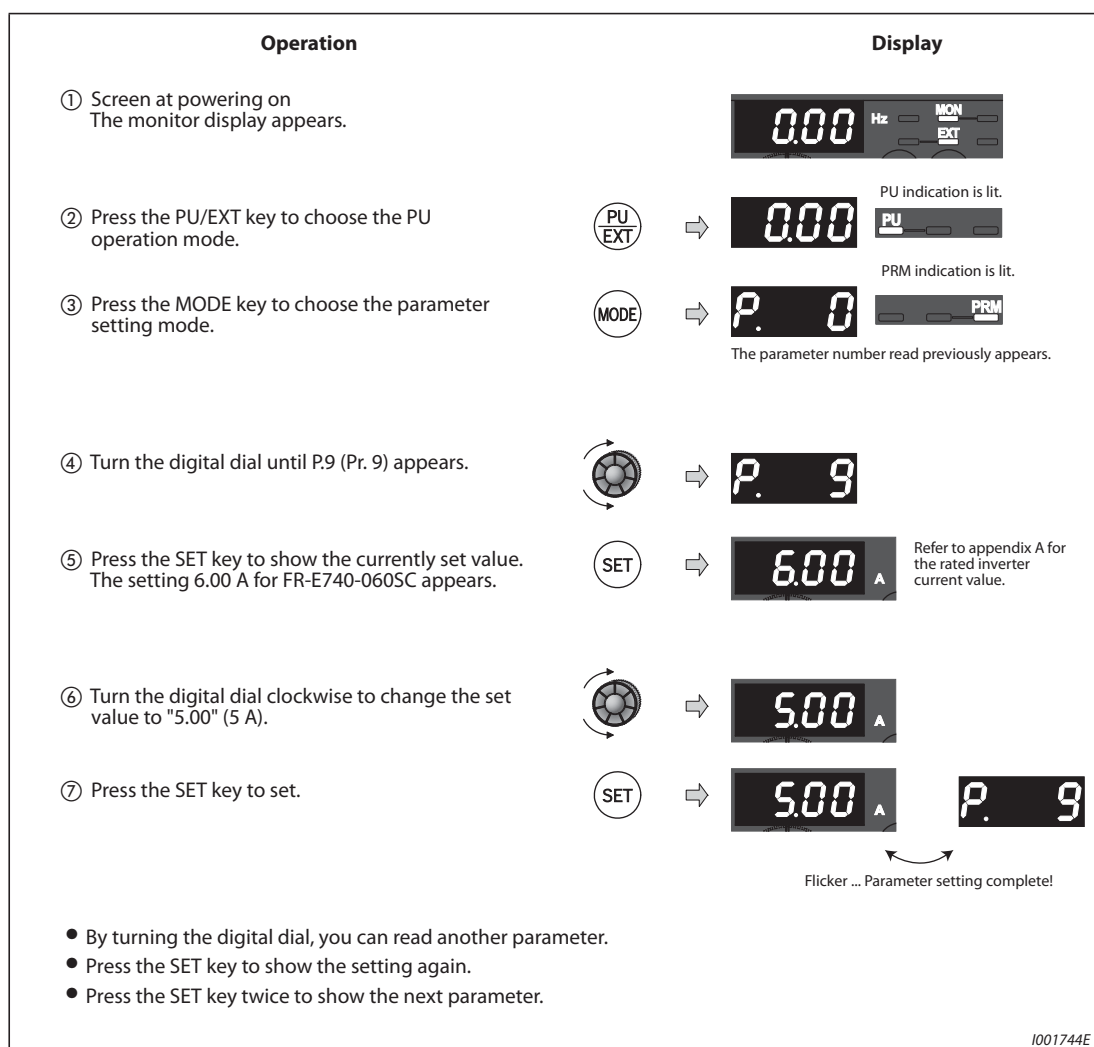 Operation
Display
① Screen at powering on
The monitor display appears.
0.00 Hz MON EXT
② Press the PU/EXT key to choose the PU
operation mode.
PU
EXT
0.00
PU indication is lit.
PU
③ Press the MODE key to choose the parameter
setting mode.
MODE
P. 0
PRM indication is lit.
PRM
The parameter number read previously appears.
④ Turn the digital dial until P.9 (Pr. 9) appears.
P. 9
⑤ Press the SET key to show the currently set value.
The setting 6.00 A for FR-E740-060SC appears.
SET
6.00 A
Refer to appendix A for
the rated inverter
current value.
⑥ Turn the digital dial clockwise to change the set
value to "5.00" (5 A).
5.00 A
⑦ Press the SET key to set.
SET
5.00 A
P. 9
Flicker ... Parameter setting complete!
● By turning the digital dial, you can read another parameter.
● Press the SET key to show the setting again.
● Press the SET key twice to show the next parameter.
I001744E